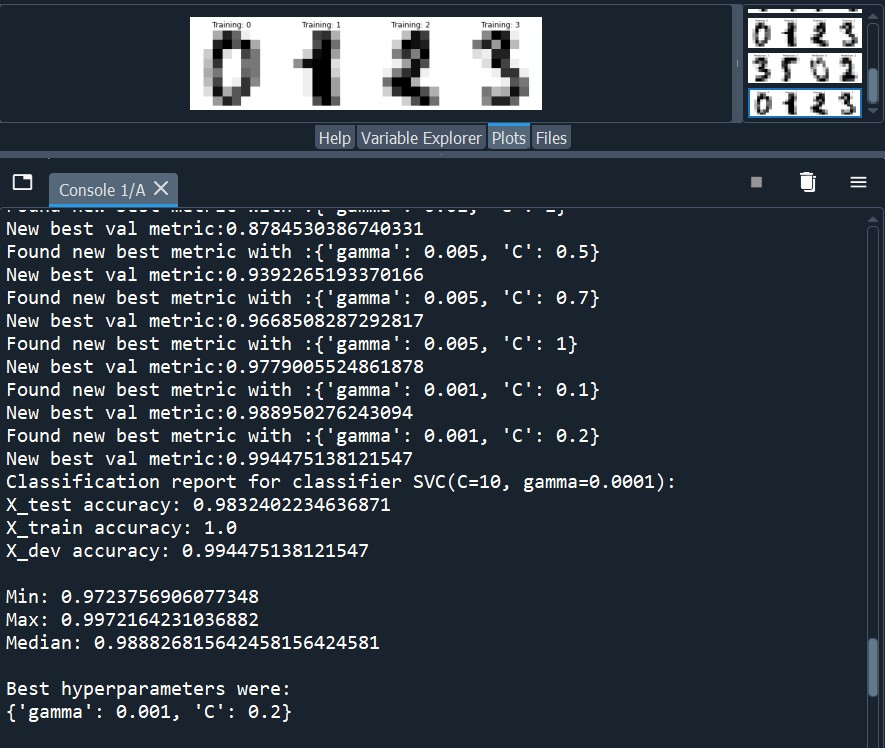 Training: 0
Training: 1
Training: 2
Training: 3
Help
Variable Explorer
Plots
Files
Console 1/A
Found new best metric with :{'gamma':
New best val metric:0.8784530386740331
Found new best metric with :{'gamma': 0.005, 'C': 0.5}
New best val metric:0.9392265193370166
Found new best metric with :{'gamma': 0.005, 'C': 0.7}
New best val metric:0.9668508287292817
Found new best metric with :{'gamma': 0.005, 'C': 1}
New best val metric:0.9779005524861878
Found new best metric with :{'gamma': 0.001, 'C': 0.1}
New best val metric:0.988950276243094
Found new best metric with :{'gamma': 0.001, 'C': 0.2}
New best val metric:0.994475138121547
Classification report for classifier SVC(C=10, gamma=0.0001):
X_test accuracy: 0.9832402234636871
X_train accuracy: 1.0
X_dev accuracy: 0.994475138121547
Min: 0.9723756906077348
Max: 0.9972164231036882
Median: 0.988826815642458156424581
Best hyperparameters were:
{'gamma': 0.001, 'C': 0.2}